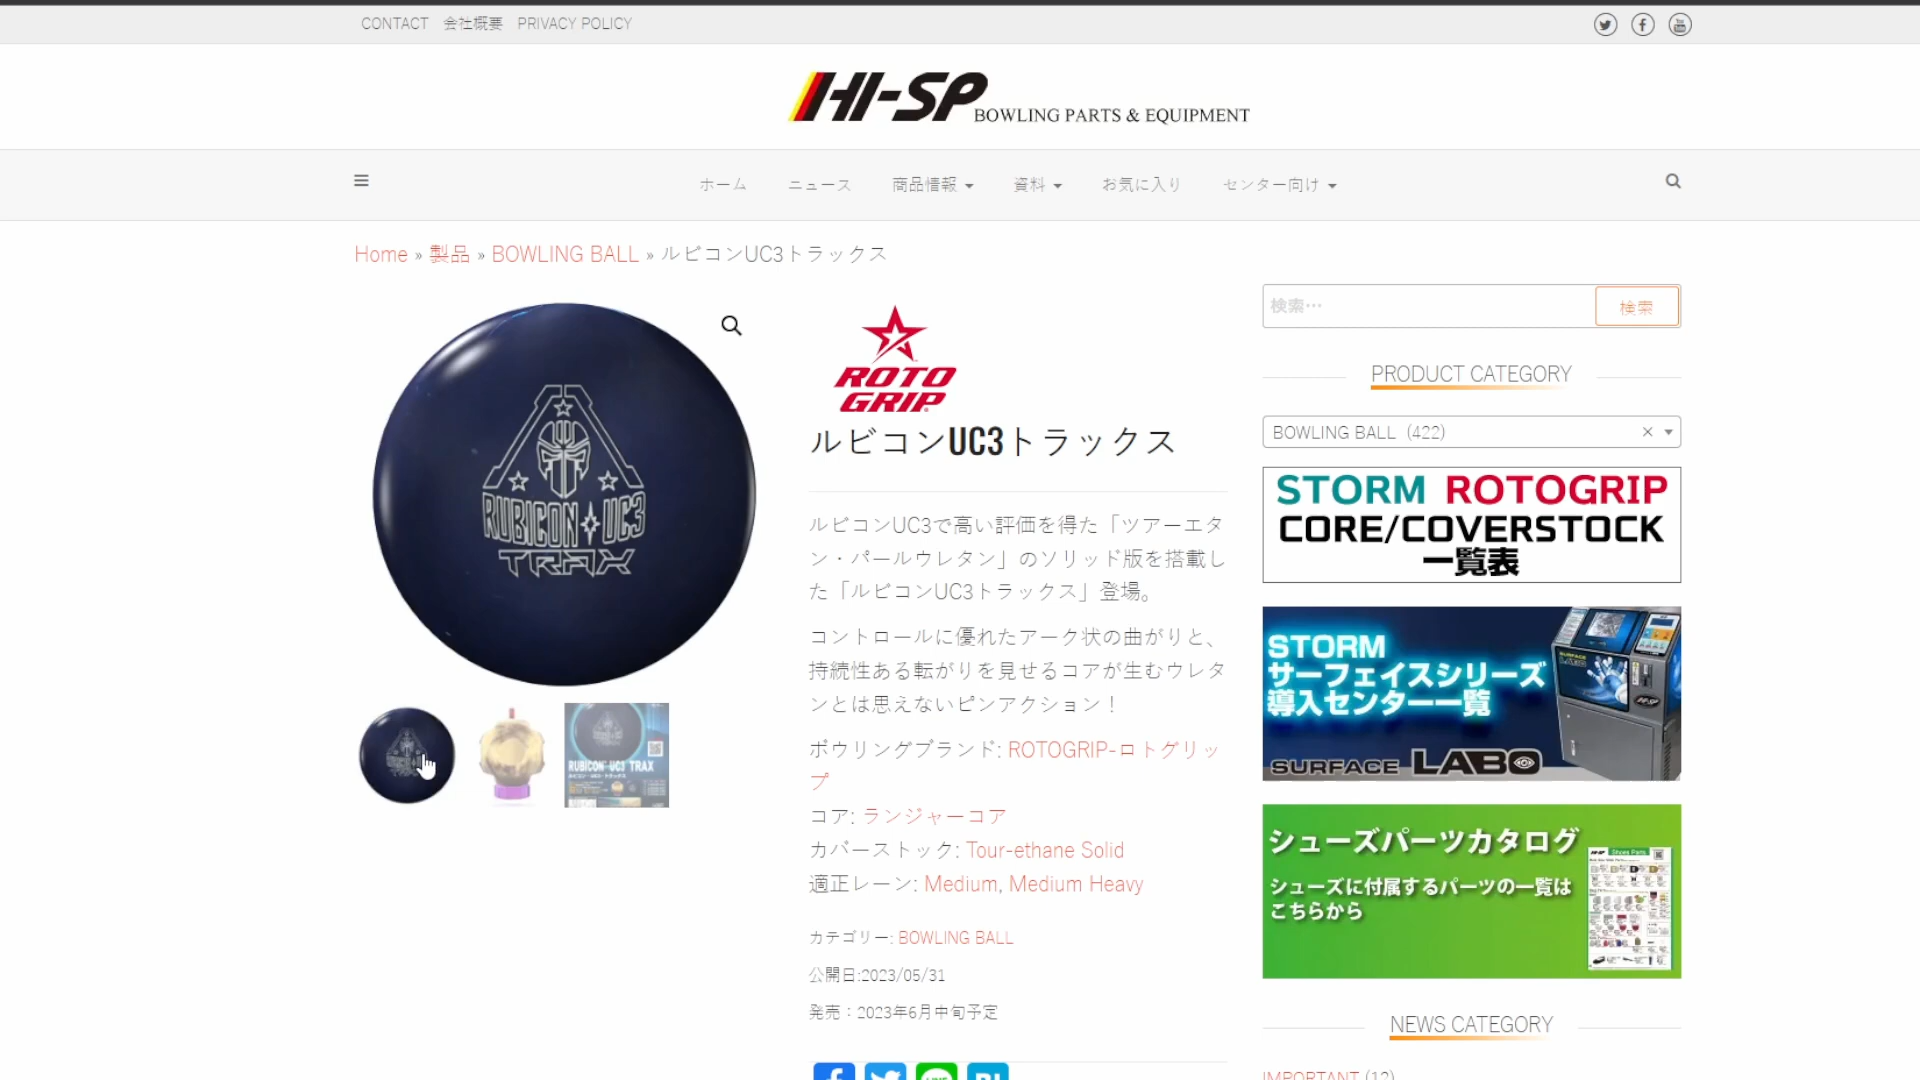 CONTACT 会社概要 PRIVACY POLICY
HI-SP BOWLING PARTS & EQUIPMENT
ホーム ニュース 商品情報 資料 お気に入り センター向け
Home » 製品 » BOWLING BALL » ルビコンUC3トラックス
RUBICON UC3
TRAX
ROTO
GRIP
ルビコンUC3トラックス
ルビコンUC3で高い評価を得た「ツアーエタ
ン・パールウレタン」のソリッド版を搭載し
た「ルビコンUC3トラックス」登場。
コントロールに優れたアーク状の曲がりと、
持続性ある転がりを見せるコアが生むウレタ
ンとは思えないピンアクション！
ボウリングブランド: ROTOGRIP-ロトグリッ
プ
コア: ランジャーコア
カバーストック: Tour-ethane Solid
適正レーン: Medium, Medium Heavy
カテゴリー: BOWLING BALL
公開日:2023/05/31
発売：2023年6月中旬予定
RUBICON UC3 TRAX
検索… 検索
PRODUCT CATEGORY
BOWLING BALL (422) ×
STORM ROTOGRIP
CORE/COVERSTOCK
一覧表
STORM
サーフェイスシリーズ
導入センター一覧
SURFACE LABO
シューズパーツカタログ
シューズに付属するパーツの一覧は
こちらから
NEWS CATEGORY
IMPORTANT (12)